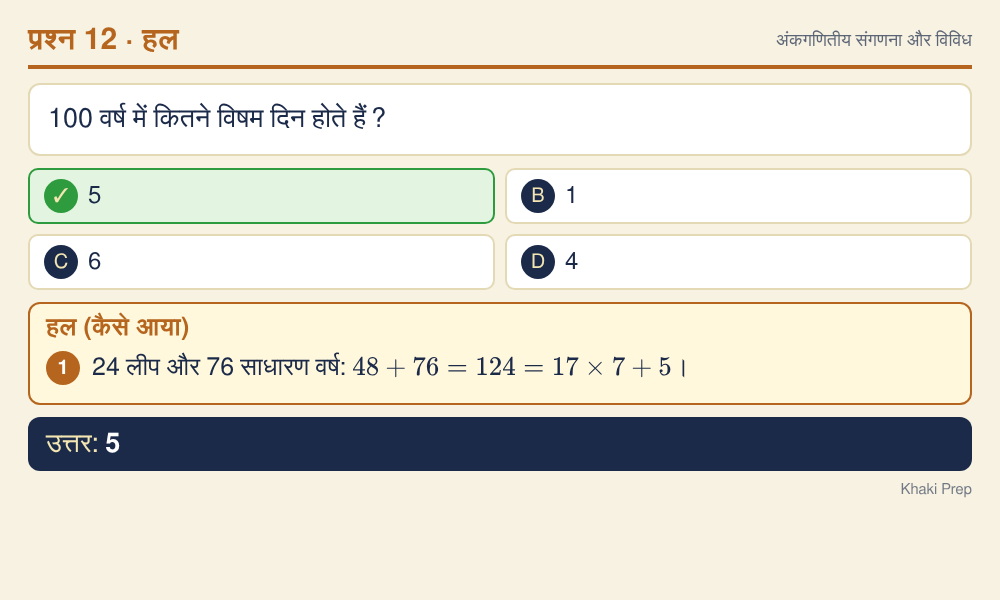 प्रश्न 12 · हल
अंकगणितीय संगणना और विविध
100 वर्ष में कितने विषम दिन होते हैं ?
✓ 5
B 1
C 6
D 4
हल (कैसे आया)
1 24 लीप और 76 साधारण वर्ष: 48 + 76 = 124 = 17 × 7 + 5 ।
उत्तर: 5
Khaki Prep